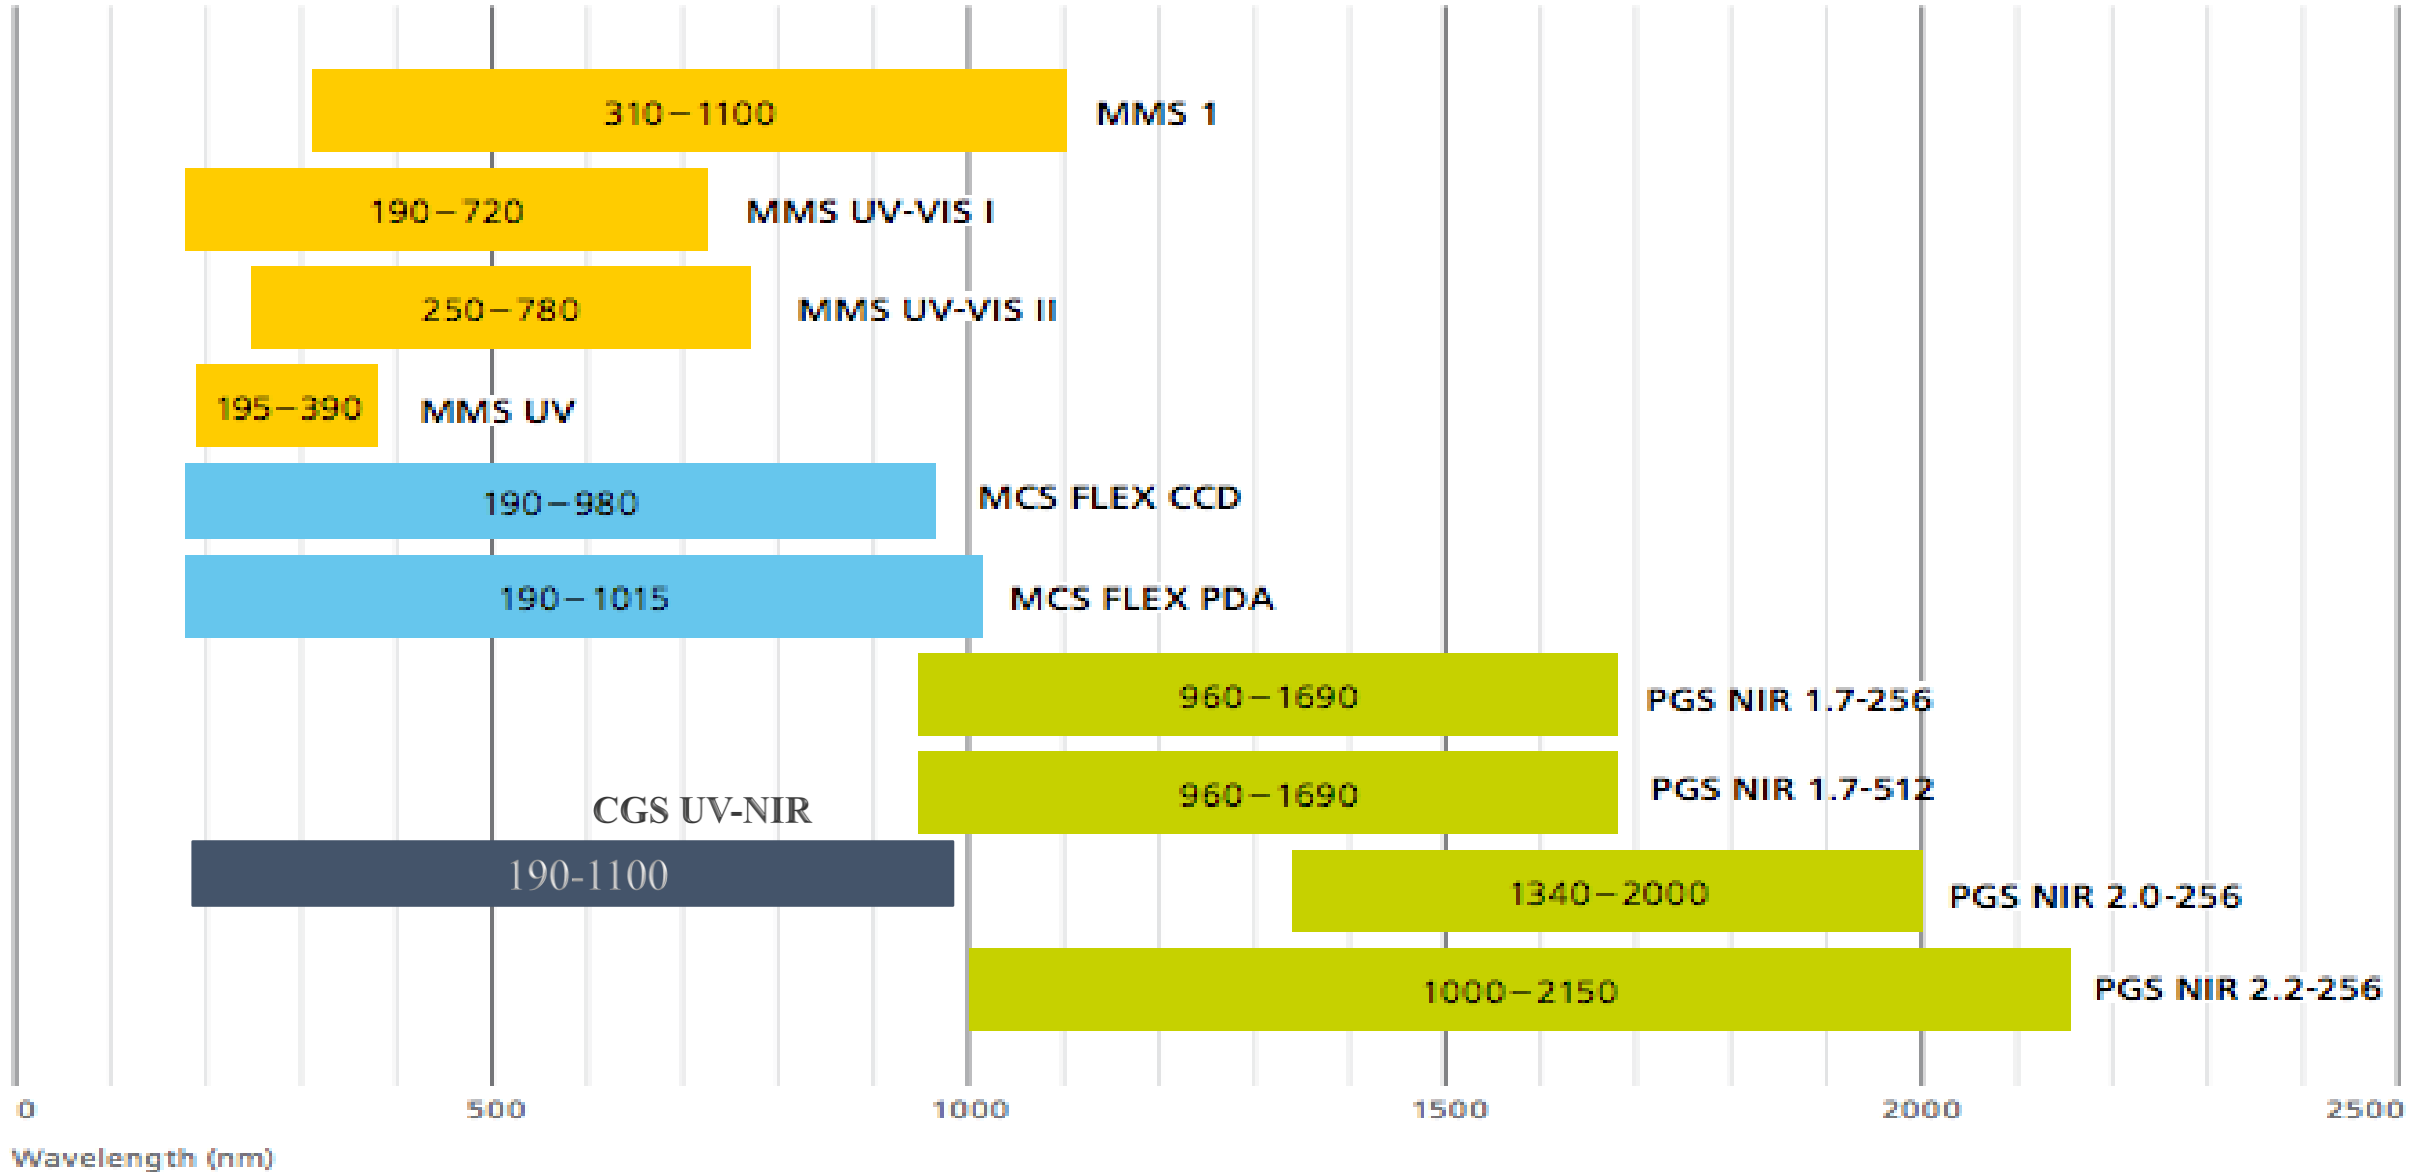 310–1100 MMS 1
190–720 MMS UV-VIS I
250–780 MMS UV-VIS II
195–390 MMS UV
190–980 MCS FLEX CCD
190–1015 MCS FLEX PDA
960–1690 PGS NIR 1.7-256
960–1690 PGS NIR 1.7-512
CGS UV-NIR
190-1100
1340–2000 PGS NIR 2.0-256
1000–2150 PGS NIR 2.2-256
0 500 1000 1500 2000 2500
Wavelength (nm)